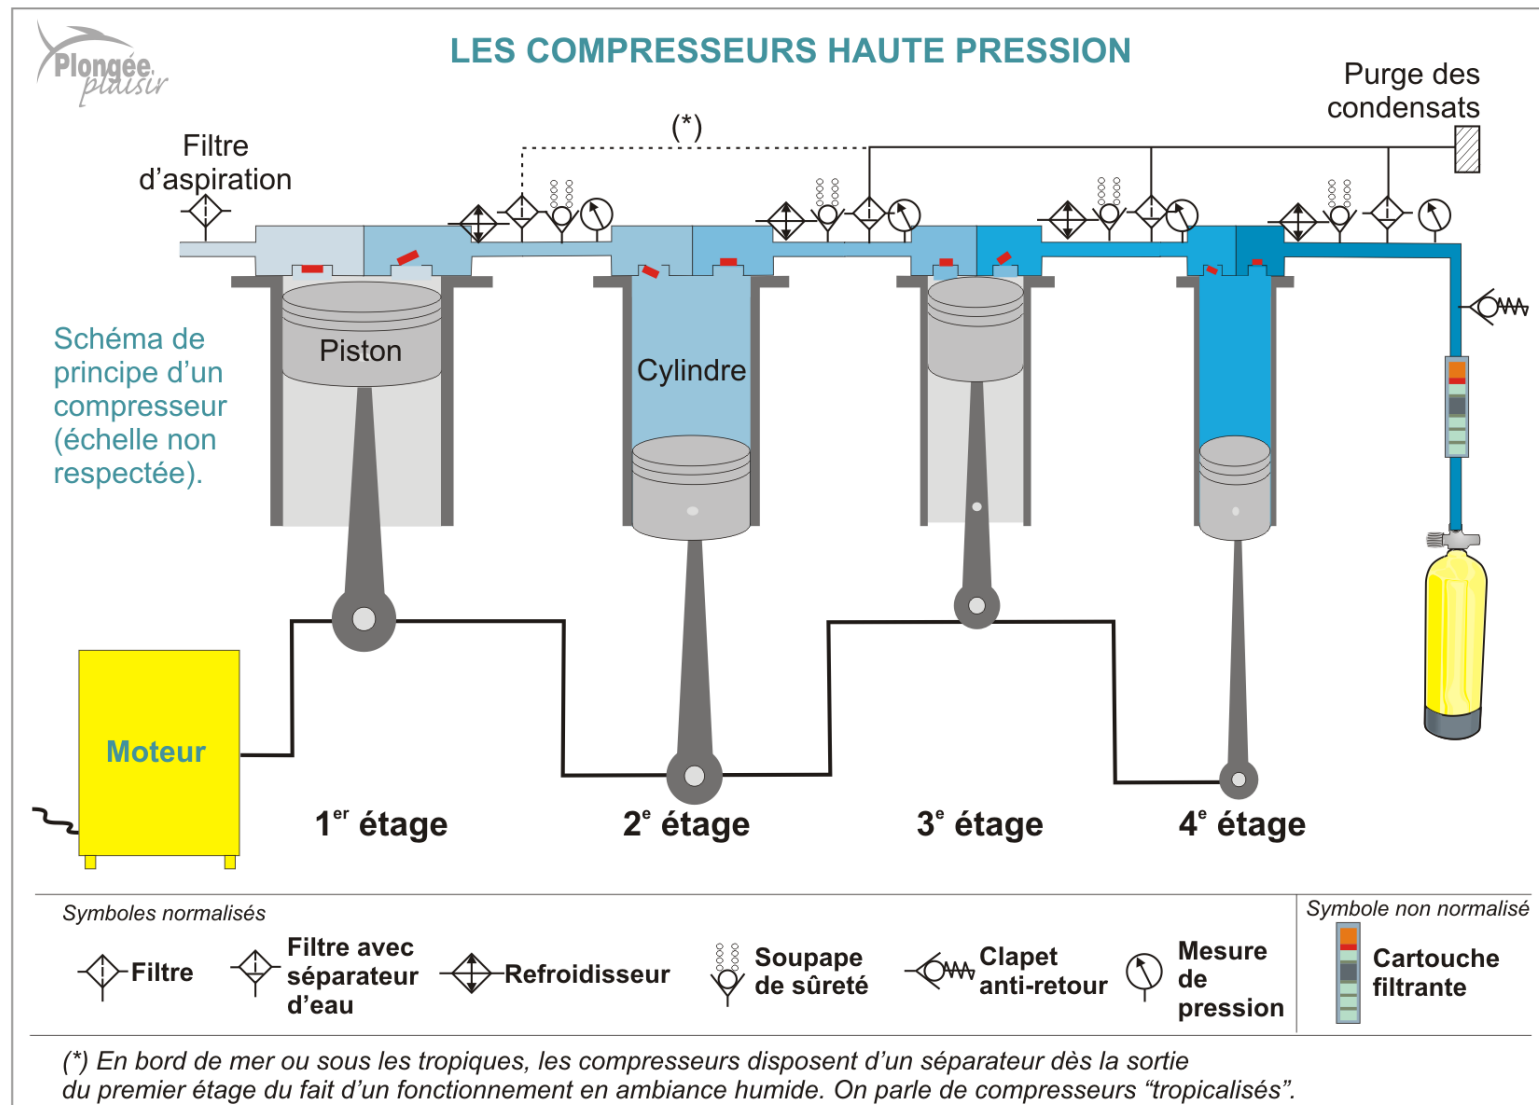 Plongée
plaisir
LES COMPRESSEURS HAUTE PRESSION
Purge des
condensats
(*)
Filtre
d’aspiration
Schéma de
principe d’un
compresseur
(échelle non
respectée).
Piston
Cylindre
Moteur
1er étage
2e étage
3e étage
4e étage
Symboles normalisés
Filtre
Filtre avec
séparateur
d’eau
Refroidisseur
Soupape
de sûreté
Clapet
anti-retour
Mesure
de
pression
Symbole non normalisé
Cartouche
filtrante
(*) En bord de mer ou sous les tropiques, les compresseurs disposent d’un séparateur dès la sortie
du premier étage du fait d’un fonctionnement en ambiance humide. On parle de compresseurs “tropicalisés”.